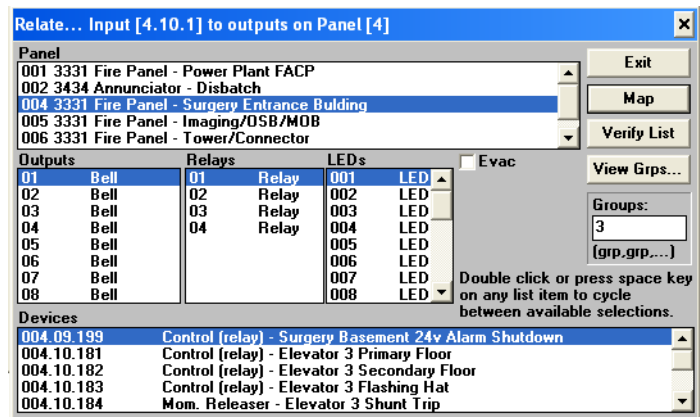 Relate... Input [4.10.1] to outputs on Panel [4]
Panel
001 3331 Fire Panel - Power Plant FACP
002 3434 Annunciator - Disbatch
004 3331 Fire Panel - Surgery Entrance Bulding
005 3331 Fire Panel - Imaging/OSB/MOB
006 3331 Fire Panel - Tower/Connector
Exit
Map
Verify List
View Grps...
Outputs Relays LEDs Evac
01 Bell 01 Relay 001 LED
02 Bell 02 Relay 002 LED
03 Bell 03 Relay 003 LED
04 Bell 04 Relay 004 LED
05 Bell 005 LED
06 Bell 006 LED
07 Bell 007 LED
08 Bell 008 LED
Groups:
3
(grp,grp,...)
Double click or press space key
on any list item to cycle
between available selections.
Devices
004.09.199 Control (relay) - Surgery Basement 24v Alarm Shutdown
004.10.181 Control (relay) - Elevator 3 Primary Floor
004.10.182 Control (relay) - Elevator 3 Secondary Floor
004.10.183 Control (relay) - Elevator 3 Flashing Hat
004.10.184 Mom. Releaser - Elevator 3 Shunt Trip